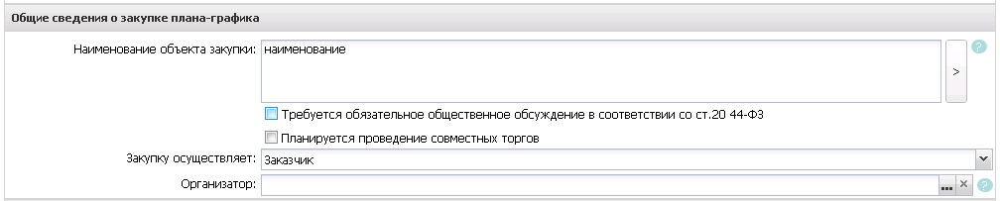 Общие сведения о закупке плана-графика
Наименование объекта закупки: наименование
>
?
Требуется обязательное общественное обсуждение в соответствии со ст.20 44-ФЗ
Планируется проведение совместных торгов
Закупку осуществляет: Заказчик
Организатор: ... × ?